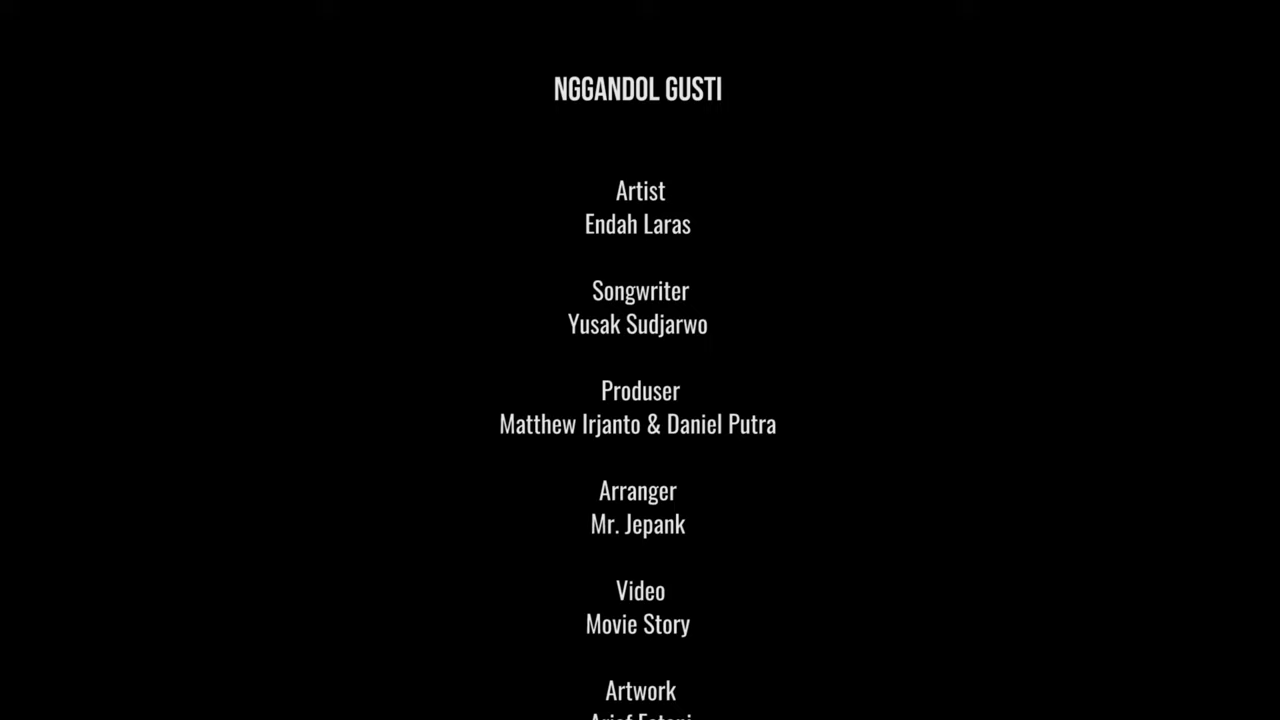 NGGANDOL GUSTI
Artist
Endah Laras
Songwriter
Yusak Sudjarwo
Produser
Matthew Irjanto & Daniel Putra
Arranger
Mr. Jepank
Video
Movie Story
Artwork